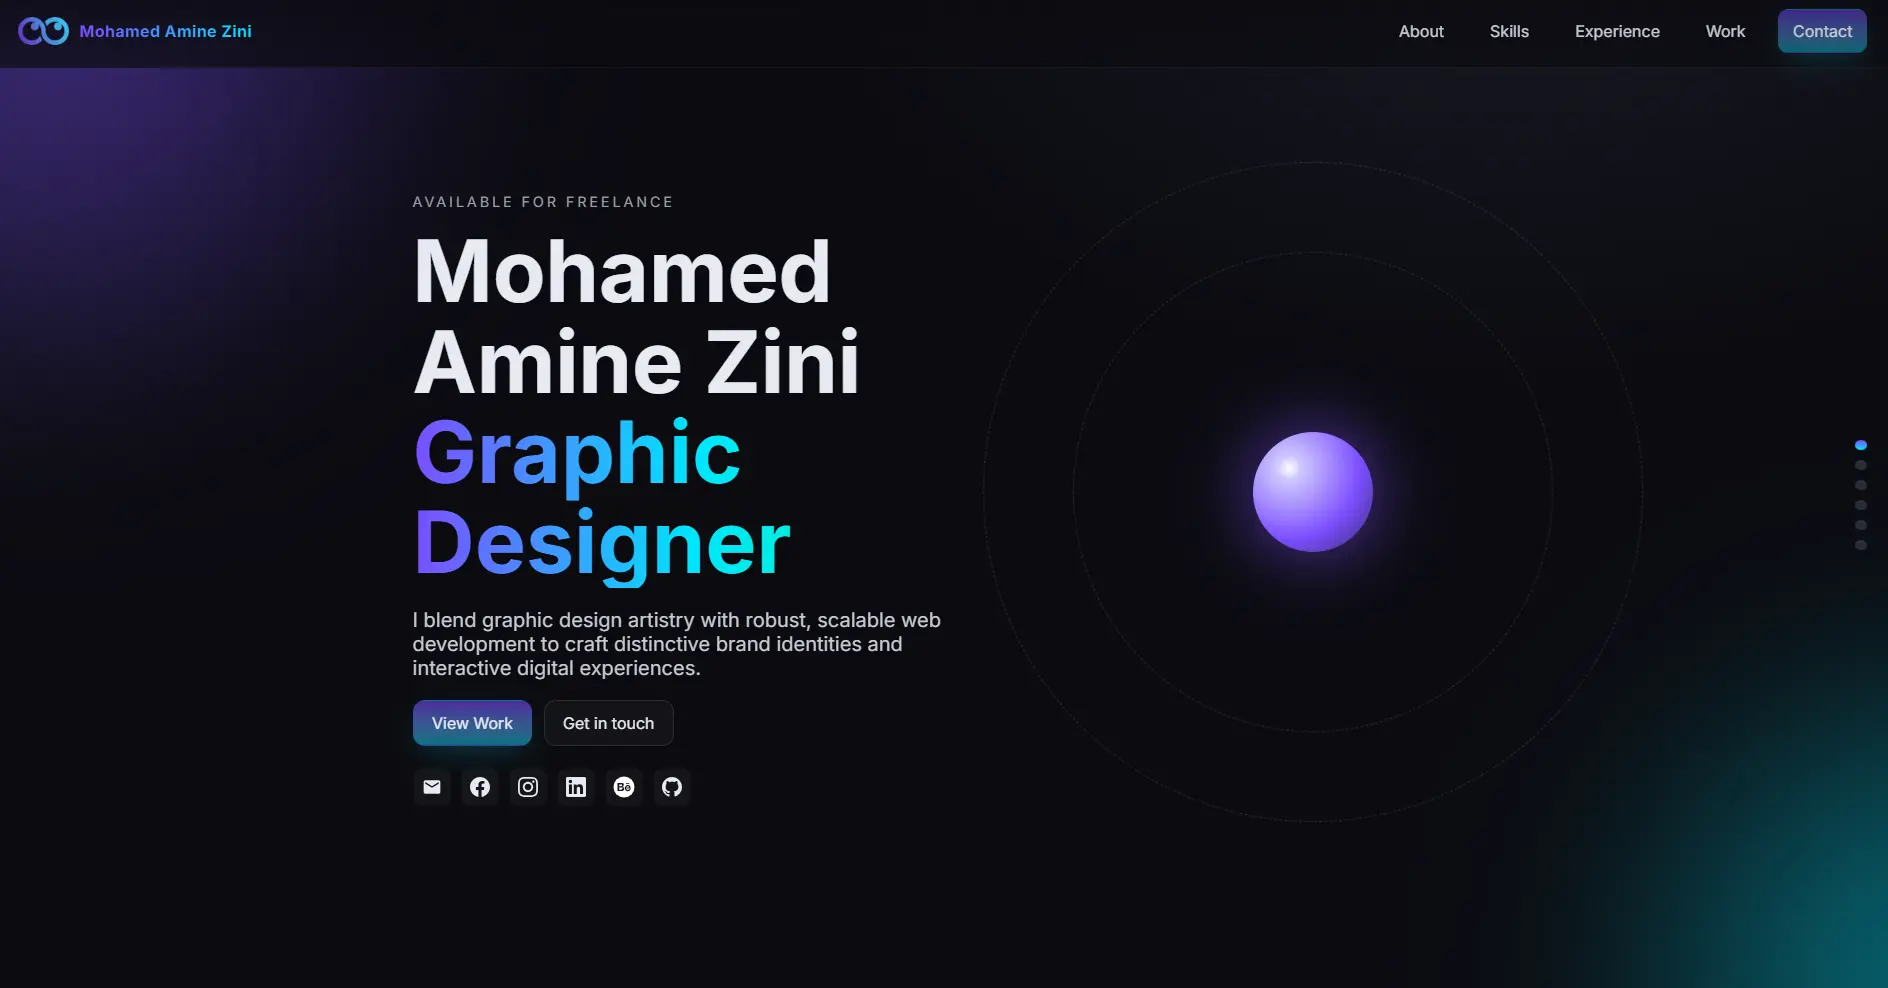 Mohamed Amine Zini
About
Skills
Experience
Work
Contact
AVAILABLE FOR FREELANCE
Mohamed
Amine Zini
Graphic
Designer
I blend graphic design artistry with robust, scalable web
development to craft distinctive brand identities and
interactive digital experiences.
View Work
Get in touch
Bē